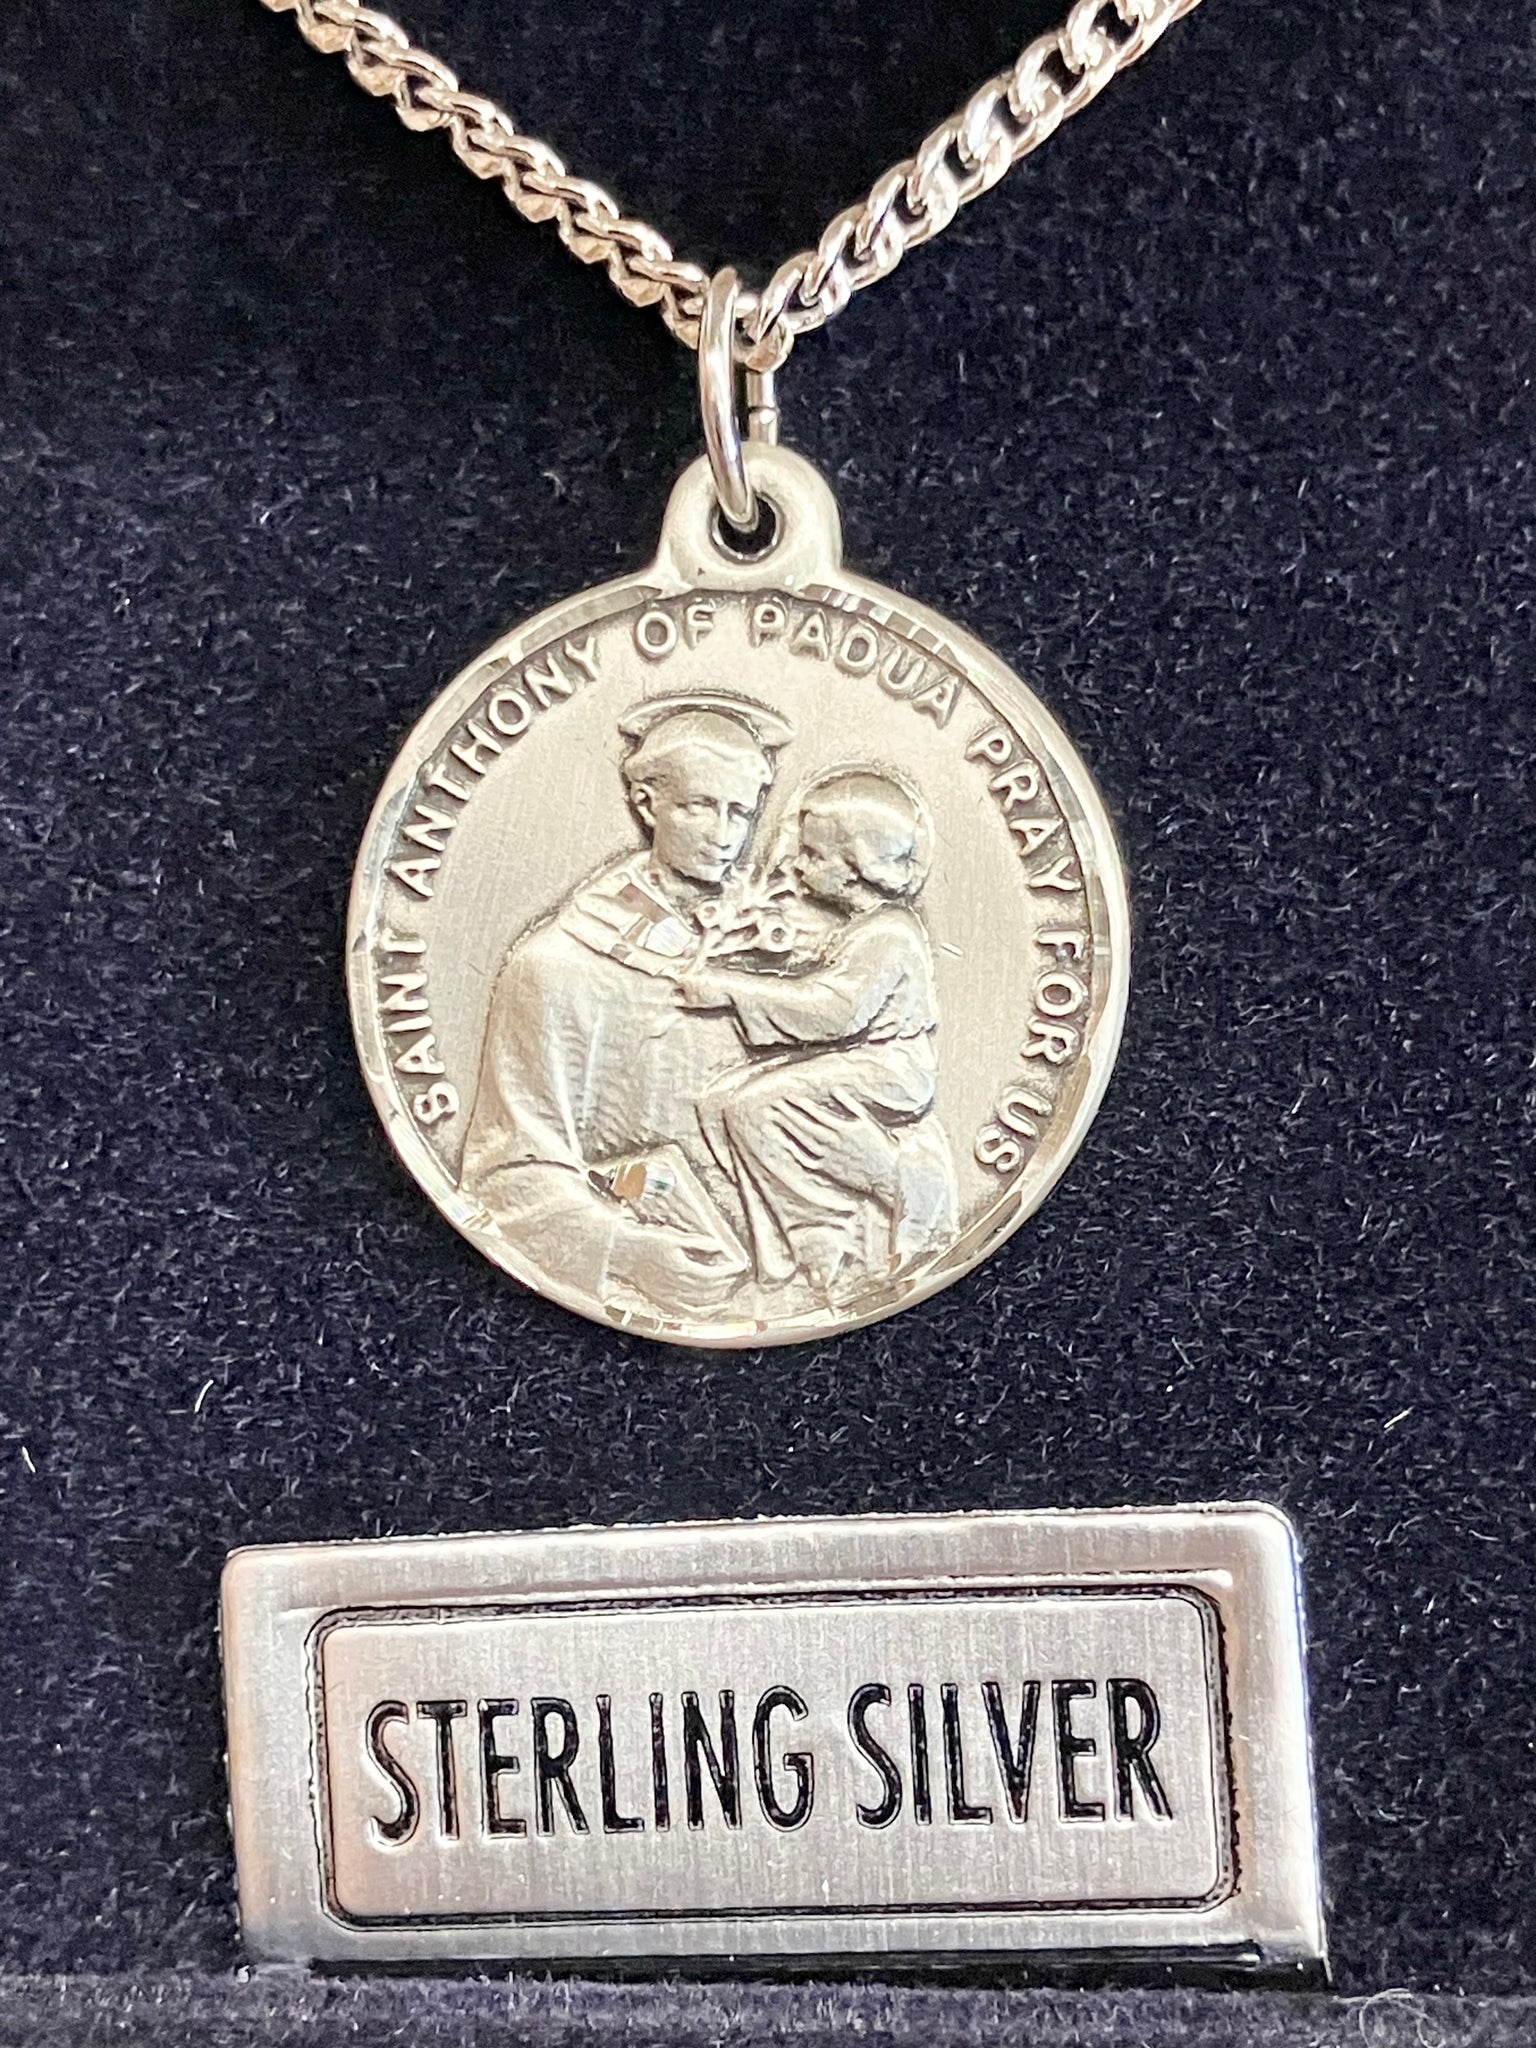 SAINT ANTHONY OF PADUA PRAY FOR US
STERLING SILVER